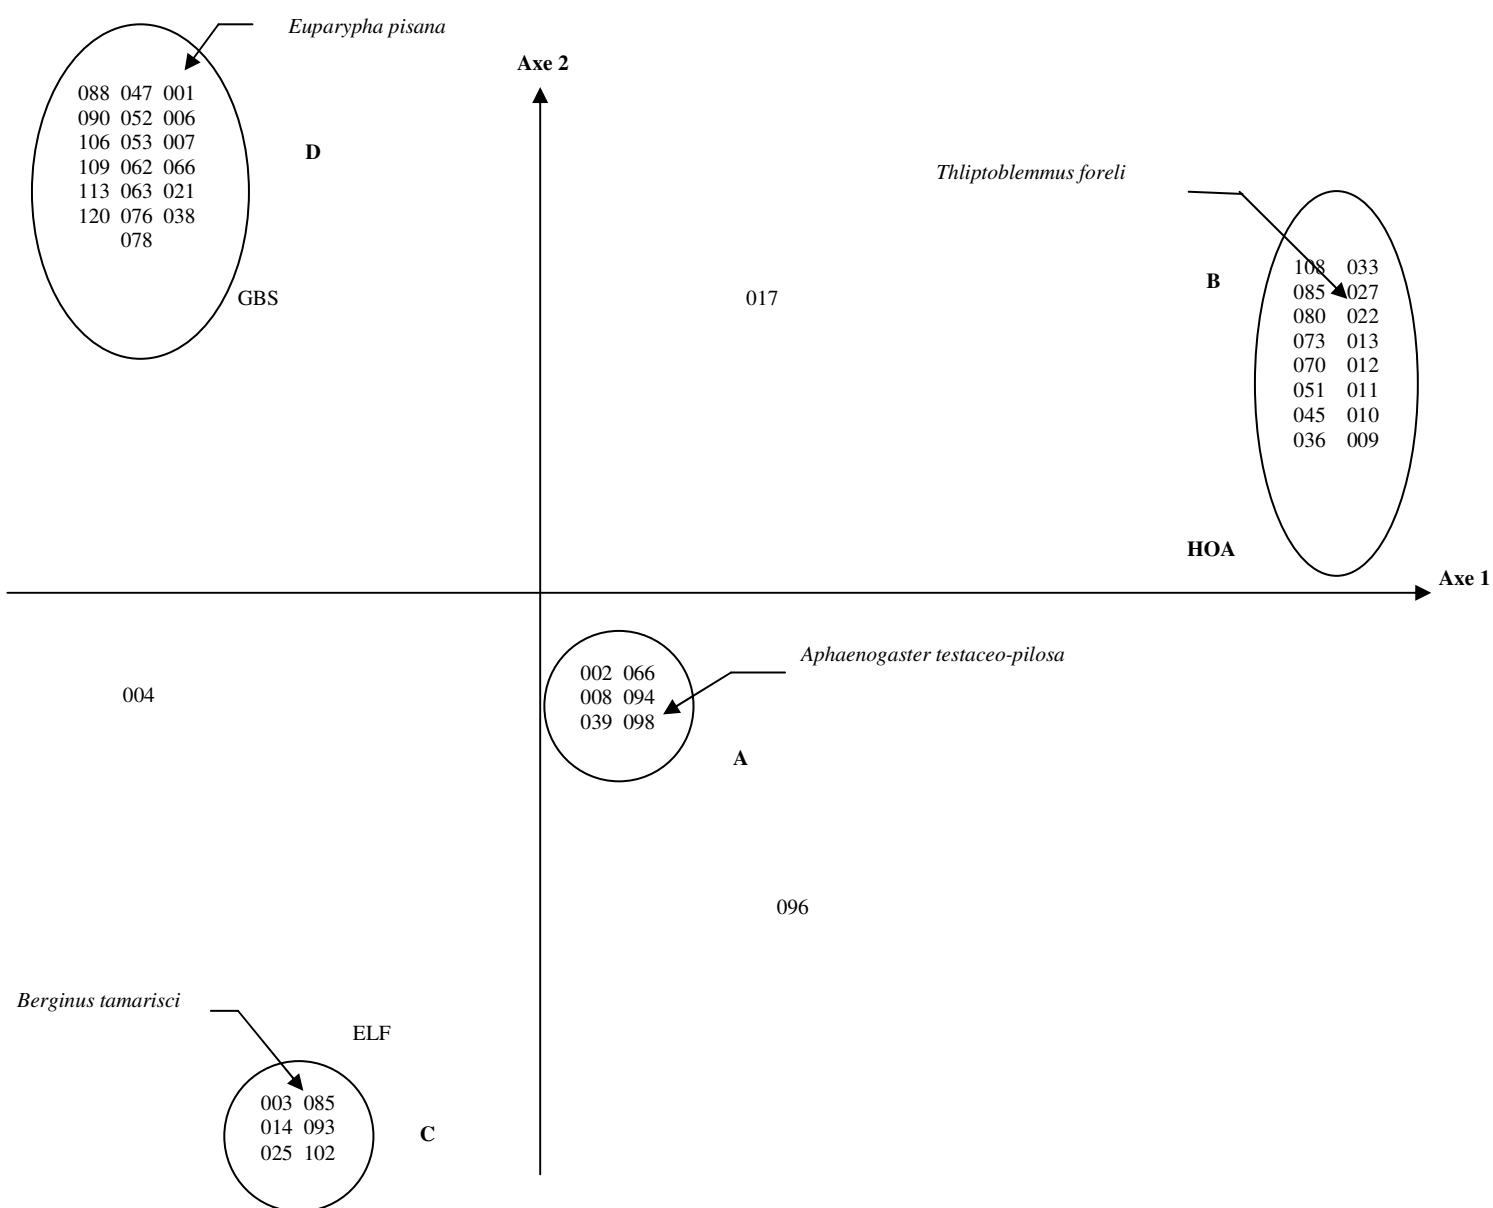 Euparypha pisana
Axe 2
088 047 001
090 052 006
106 053 007
109 062 066
113 063 021
120 076 038
078
D
GBS
Thliptoblemmus foreli
B
108 033
085 027
080 022
073 013
070 012
051 011
045 010
036 009
017
HOA
Axe 1
004
002 066
008 094
039 098
Aphaenogaster testaceo-pilosa
A
096
Berginus tamarisci
ELF
003 085
014 093
025 102
C